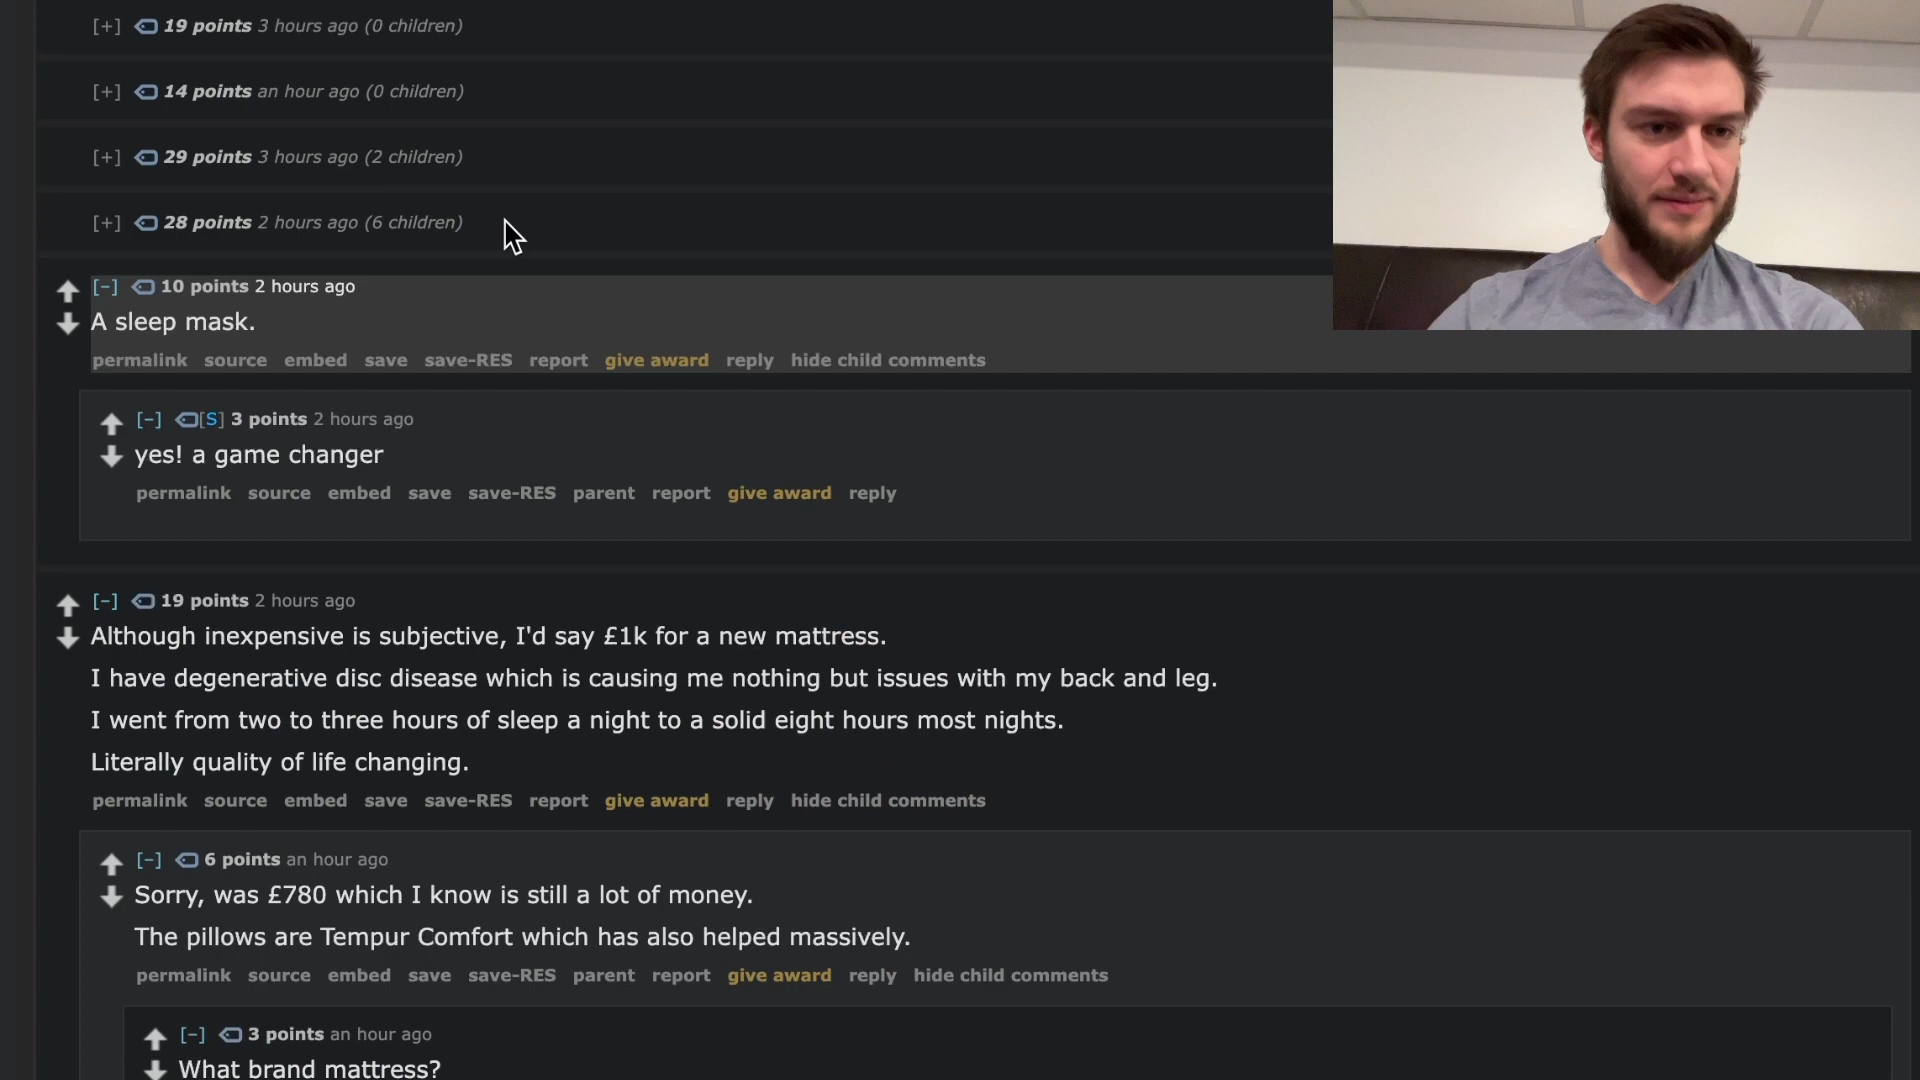 [+] 19 points 3 hours ago (0 children)
[+] 14 points an hour ago (0 children)
[+] 29 points 3 hours ago (2 children)
[+] 28 points 2 hours ago (6 children)
[-] 10 points 2 hours ago
A sleep mask.
permalink source embed save save-RES report give award reply hide child comments
[-] [S] 3 points 2 hours ago
yes! a game changer
permalink source embed save save-RES parent report give award reply
[-] 19 points 2 hours ago
Although inexpensive is subjective, I'd say £1k for a new mattress.
I have degenerative disc disease which is causing me nothing but issues with my back and leg.
I went from two to three hours of sleep a night to a solid eight hours most nights.
Literally quality of life changing.
permalink source embed save save-RES report give award reply hide child comments
[-] 6 points an hour ago
Sorry, was £780 which I know is still a lot of money.
The pillows are Tempur Comfort which has also helped massively.
permalink source embed save save-RES parent report give award reply hide child comments
[-] 3 points an hour ago
What brand mattress?